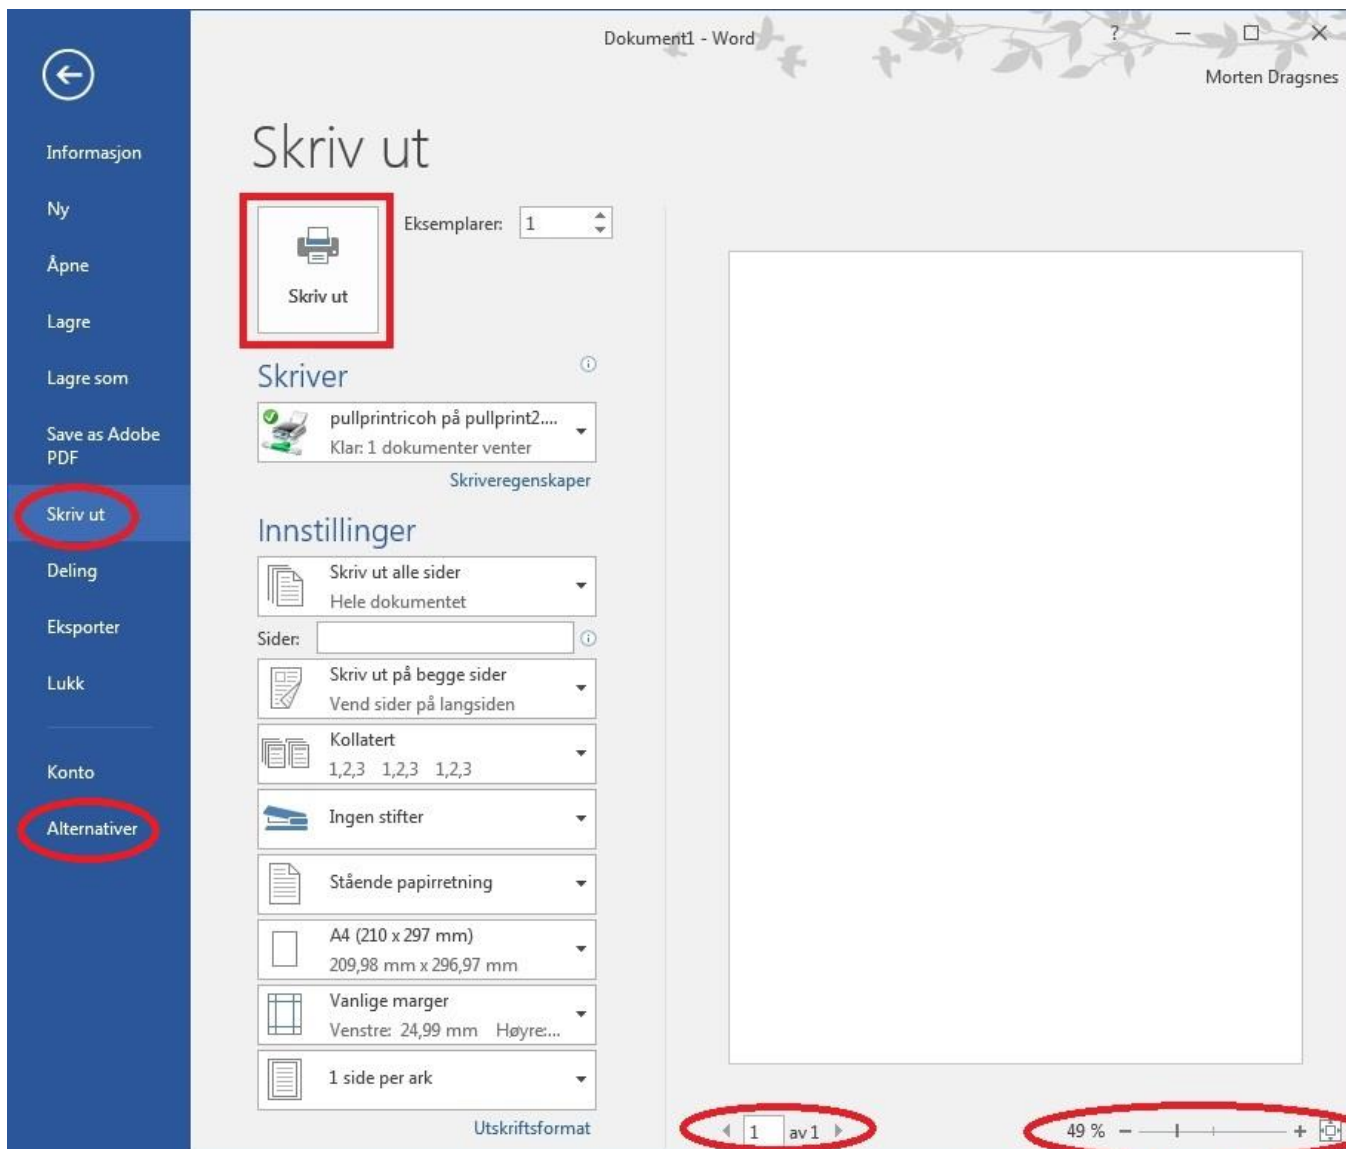 Dokument1 - Word
?
Morten Dragsnes
Informasjon
Ny
Åpne
Lagre
Lagre som
Save as Adobe
PDF
Skriv ut
Deling
Eksporter
Lukk
Konto
Alternativer
Skriv ut
Skriv ut
Eksemplarer: 1
Skriver
pullprintricoh på pullprint2....
Klar: 1 dokumenter venter
Skriveregenskaper
Innstillinger
Skriv ut alle sider
Hele dokumentet
Sider:
Skriv ut på begge sider
Vend sider på langsiden
Kollatert
1,2,3 1,2,3 1,2,3
Ingen stifter
Stående papirretning
A4 (210 x 297 mm)
209,98 mm x 296,97 mm
Vanlige marger
Venstre: 24,99 mm Høyre:...
1 side per ark
Utskriftsformat
1 av 1
49 %